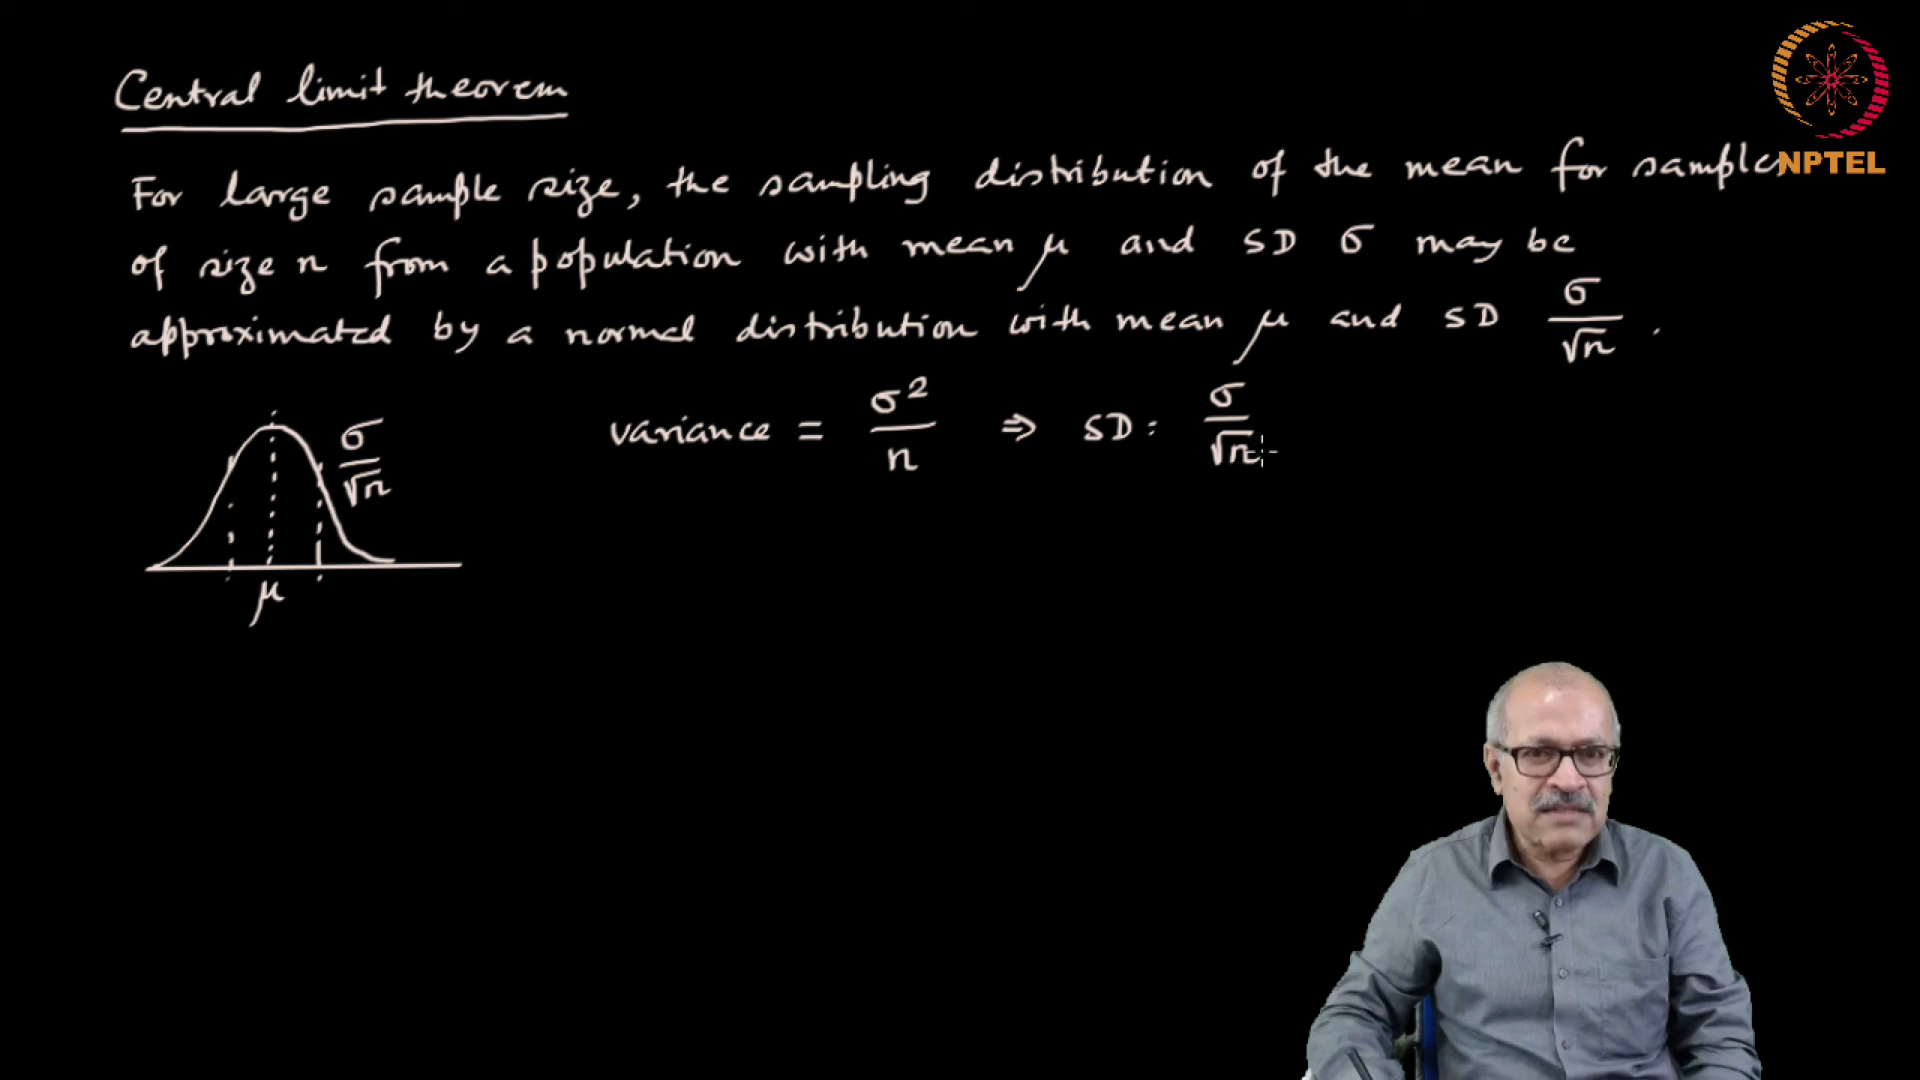 Central limit theorem
NPTEL
For large sample size, the sampling distribution of the mean for samples
of size n from a population with mean μ and SD σ may be
approximated by a normal distribution with mean μ and SD σ/√n .
variance = σ²/n ⇒ SD: σ/√n
σ/√n
μ